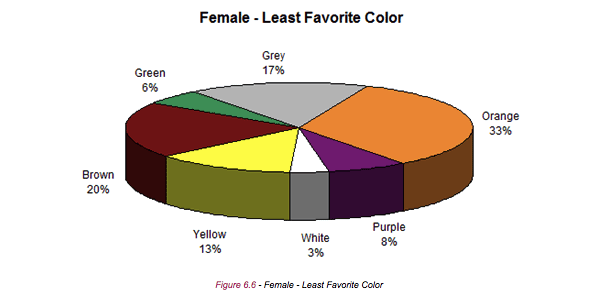 Female - Least Favorite Color
Grey
17%
Green
6%
Orange
33%
Brown
20%
Yellow
13%
White
3%
Purple
8%
Figure 6.6 - Female - Least Favorite Color